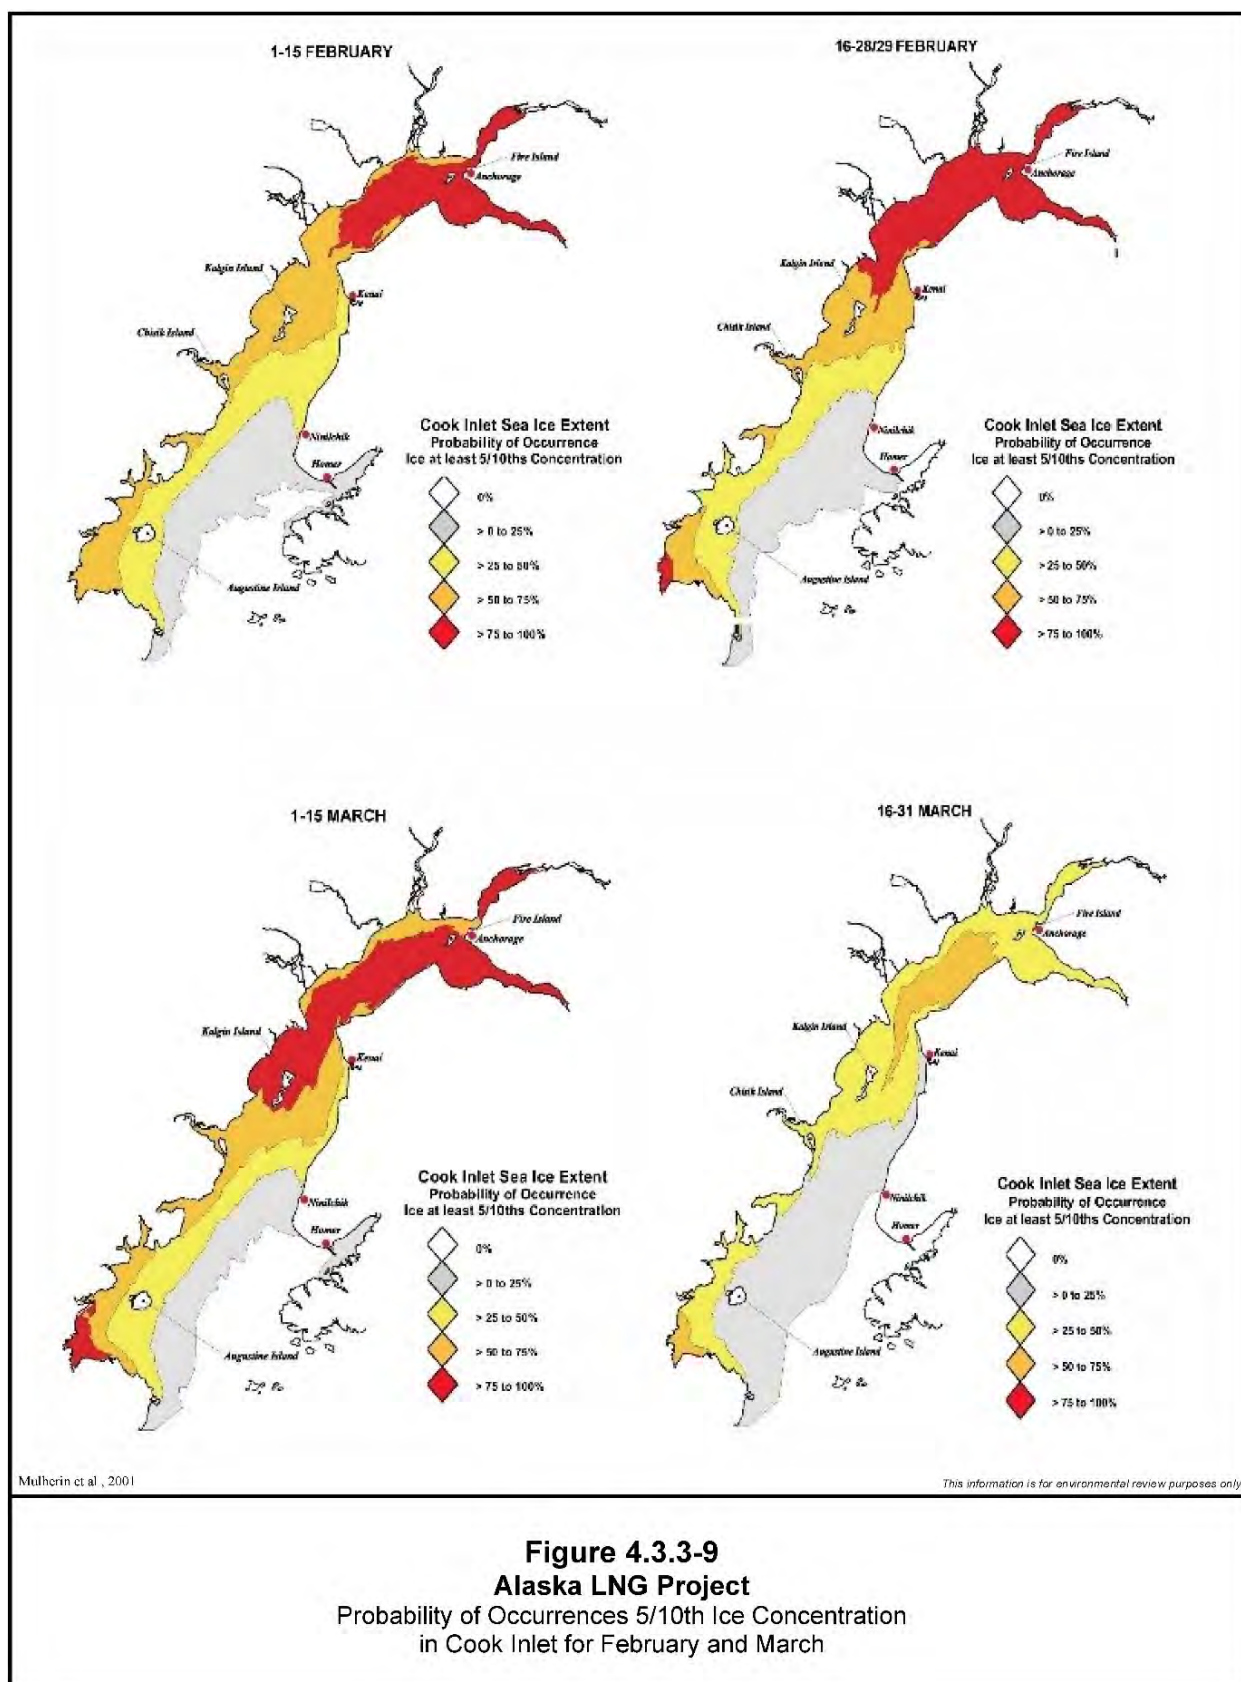 1-15 FEBRUARY
Fire Island
Anchorage
Kalgin Island
Kenai
Chisik Island
Ninilchik
Homer
Augustine Island
Cook Inlet Sea Ice Extent
Probability of Occurrence
Ice at least 5/10ths Concentration
0%
> 0 to 25%
> 25 to 50%
> 50 to 75%
> 75 to 100%
16-28/29 FEBRUARY
Fire Island
Anchorage
Kalgin Island
Kenai
Chisik Island
Ninilchik
Homer
Augustine Island
Cook Inlet Sea Ice Extent
Probability of Occurrence
Ice at least 5/10ths Concentration
0%
> 0 to 25%
> 25 to 50%
> 50 to 75%
> 75 to 100%
1-15 MARCH
Fire Island
Anchorage
Kalgin Island
Kenai
Ninilchik
Homer
Augustine Island
Cook Inlet Sea Ice Extent
Probability of Occurrence
Ice at least 5/10ths Concentration
0%
> 0 to 25%
> 25 to 50%
> 50 to 75%
> 75 to 100%
16-31 MARCH
Fire Island
Anchorage
Kalgin Island
Kenai
Chisik Island
Ninilchik
Homer
Augustine Island
Cook Inlet Sea Ice Extent
Probability of Occurrence
Ice at least 5/10ths Concentration
0%
> 0 to 25%
> 25 to 50%
> 50 to 75%
> 75 to 100%
Mulherin et al., 2001
This information is for environmental review purposes only
Figure 4.3.3-9
Alaska LNG Project
Probability of Occurrences 5/10th Ice Concentration
in Cook Inlet for February and March